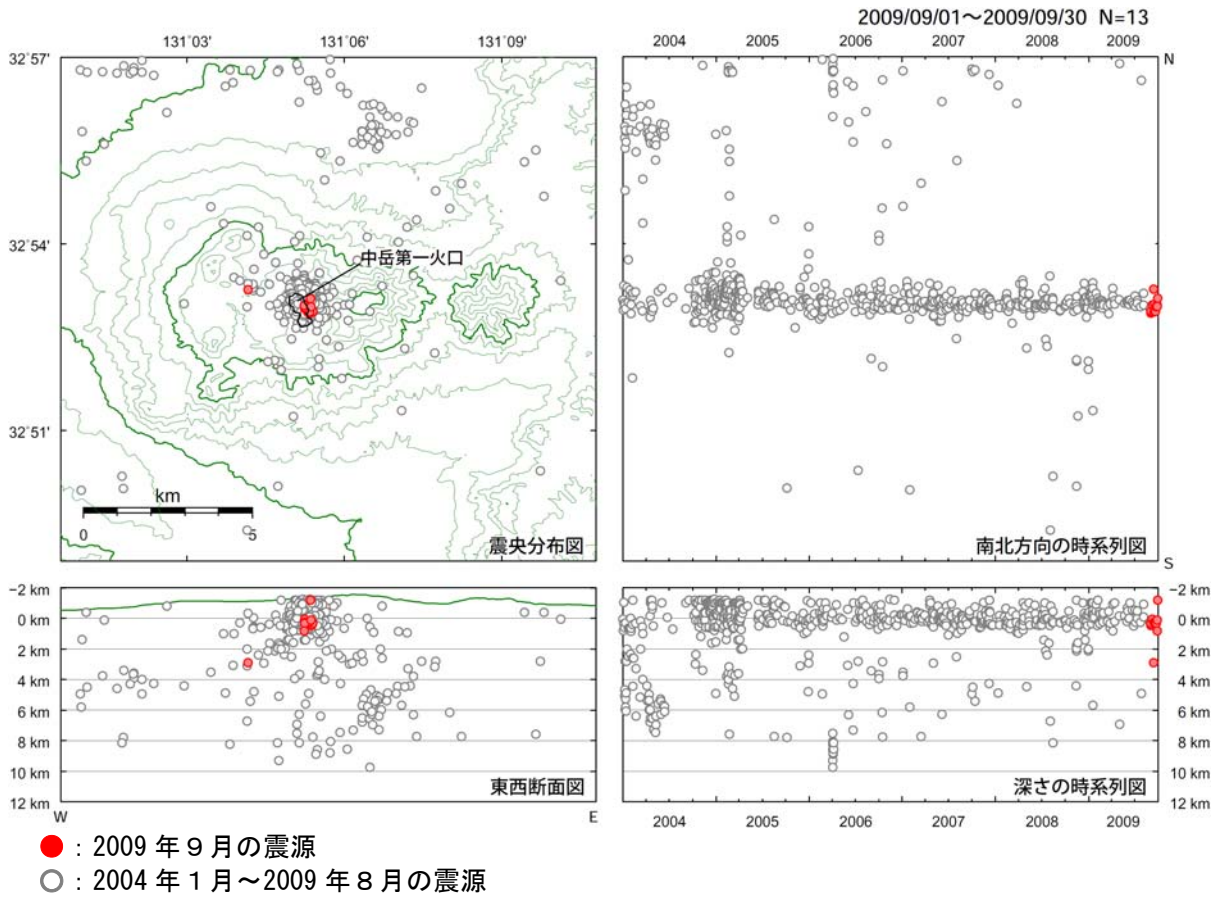 2009/09/01～2009/09/30 N=13
131°03' 131°06' 131°09'
32°57'
32°54'
32°51'
中岳第一火口
km
0 5
震央分布図
2004 2005 2006 2007 2008 2009
N
南北方向の時系列図
S
-2 km
0 km
2 km
4 km
6 km
8 km
10 km
12 km
東西断面図
W E
-2 km
0 km
2 km
4 km
6 km
8 km
10 km
12 km
深さの時系列図
2004 2005 2006 2007 2008 2009
：2009 年９月の震源
：2004 年１月～2009 年８月の震源